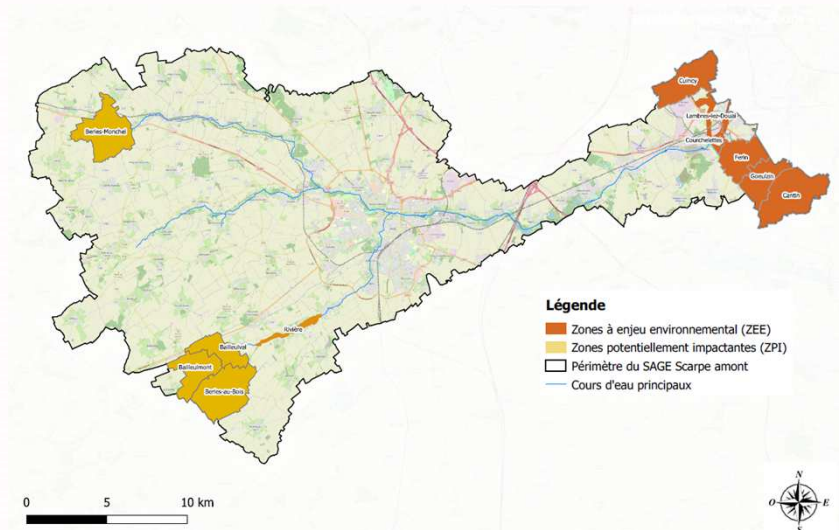 Cuincy
Lambres-lez-Douai
Courchelettes
Férin
Goeulzin
Cantin
Berles-Monchel
Rivière
Bailleulval
Bailleulmont
Berles-au-Bois
Légende
Zones à enjeu environnemental (ZEE)
Zones potentiellement impactantes (ZPI)
Périmètre du SAGE Scarpe amont
Cours d'eau principaux
0 5 10 km
N
O E
S